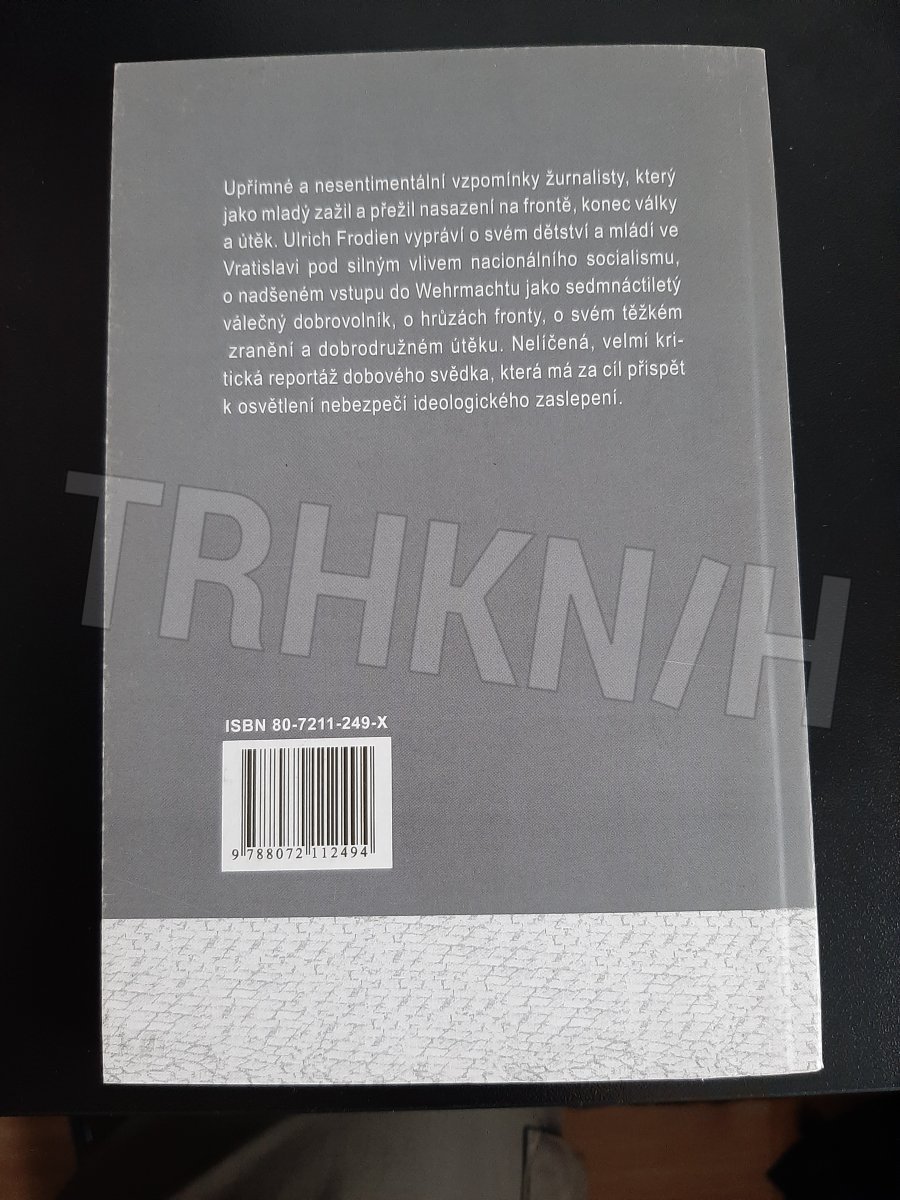 Upřímné a nesentimentální vzpomínky žurnalisty, který
jako mladý zažil a přežil nasazení na frontě, konec války
a útěk. Ulrich Frodien vypráví o svém dětství a mládí ve
Vratislavi pod silným vlivem nacionálního socialismu,
o nadšeném vstupu do Wehrmachtu jako sedmnáctiletý
válečný dobrovolník, o hrůzách fronty, o svém těžkém
zranění a dobrodružném útěku. Nelíčená, velmi kri-
tická reportáž dobového svědka, která má za cíl přispět
k osvětlení nebezpečí ideologického zaslepení.
TRHKN/H
ISBN 80-7211-249-X
9 788072 112494